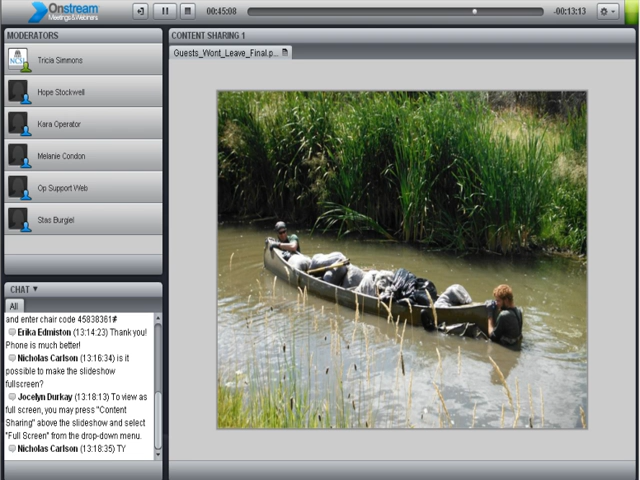 Onstream
Meetings & Webinars
00:45:08
-00:13:13
MODERATORS
Tricia Simmons
Hope Stockwell
Kara Operator
Melanie Condon
Op Support Web
Stas Burgiel
CHAT
All
and enter chair code 45838361#
Erika Edmiston (13:14:23) Thank you!
Phone is much better!
Nicholas Carlson (13:16:34) is it
possible to make the slideshow
fullscreen?
Jocelyn Durkay (13:18:13) To view as
full screen, you may press "Content
Sharing" above the slideshow and select
"Full Screen" from the drop-down menu.
Nicholas Carlson (13:18:35) TY
CONTENT SHARING 1
Guests_Wont_Leave_Final.p...